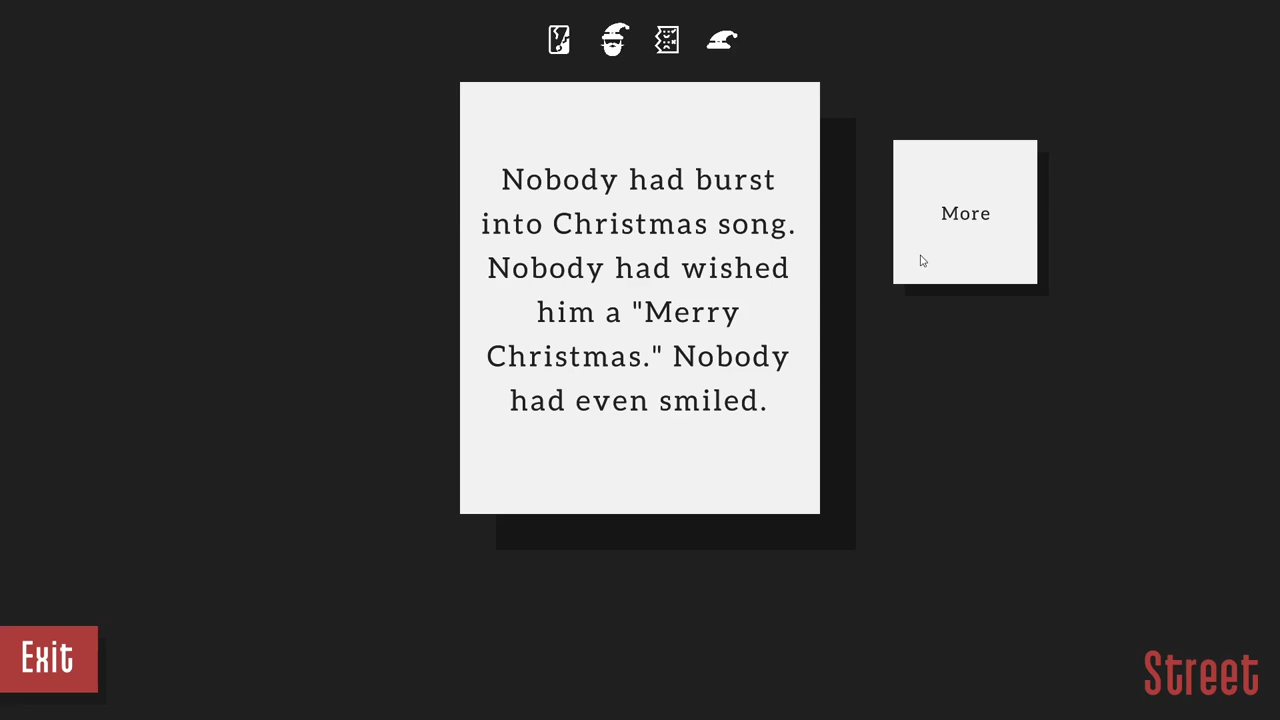 Nobody had burst
into Christmas song.
Nobody had wished
him a "Merry
Christmas." Nobody
had even smiled.
More
Exit
Street